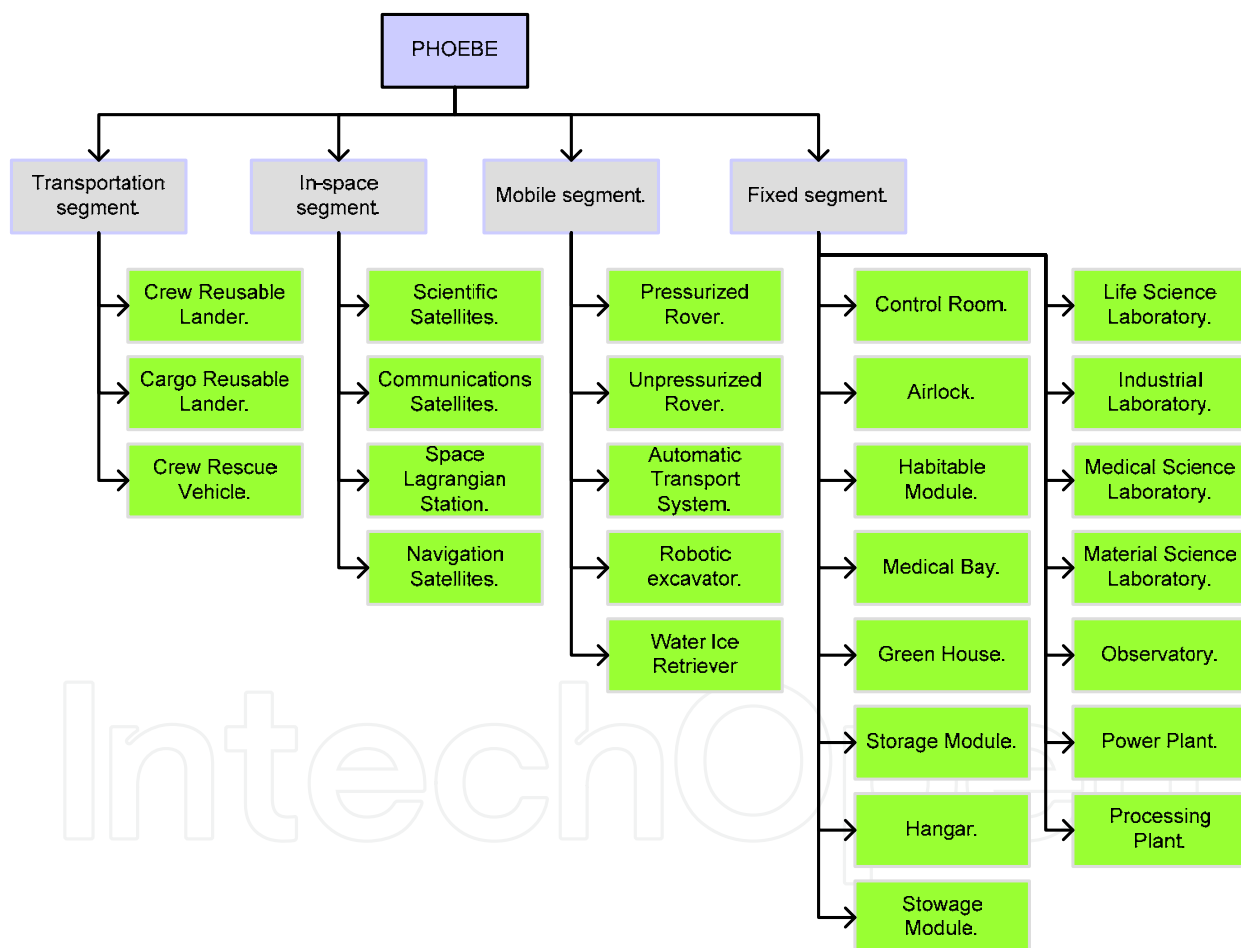 PHOEBE
Transportation
segment.
In-space
segment.
Mobile segment.
Fixed segment.
Crew Reusable
Lander.
Cargo Reusable
Lander.
Crew Rescue
Vehicle.
Scientific
Satellites.
Communications
Satellites.
Space
Lagrangian
Station.
Navigation
Satellites.
Pressurized
Rover.
Unpressurized
Rover.
Automatic
Transport
System.
Robotic
excavator.
Water Ice
Retriever
Control Room.
Airlock.
Habitable
Module.
Medical Bay.
Green House.
Storage Module.
Hangar.
Stowage
Module.
Life Science
Laboratory.
Industrial
Laboratory.
Medical Science
Laboratory.
Material Science
Laboratory.
Observatory.
Power Plant.
Processing
Plant.
IntechOpen